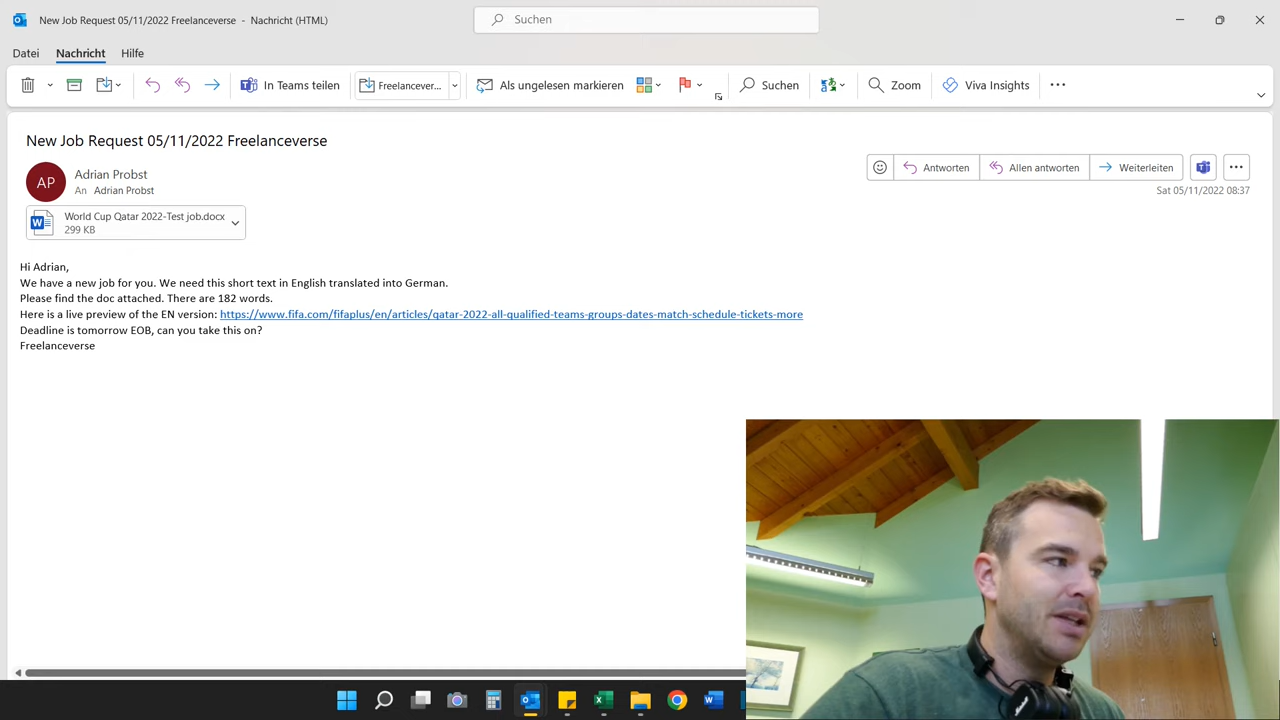 New Job Request 05/11/2022 Freelanceverse - Nachricht (HTML)
Suchen
Datei
Nachricht
Hilfe
In Teams teilen
Freelancever...
Als ungelesen markieren
Suchen
Zoom
Viva Insights
New Job Request 05/11/2022 Freelanceverse
AP
Adrian Probst
An Adrian Probst
Antworten
Allen antworten
Weiterleiten
Sat 05/11/2022 08:37
World Cup Qatar 2022-Test job.docx
299 KB
Hi Adrian,
We have a new job for you. We need this short text in English translated into German.
Please find the doc attached. There are 182 words.
Here is a live preview of the EN version: https://www.fifa.com/fifaplus/en/articles/qatar-2022-all-qualified-teams-groups-dates-match-schedule-tickets-more
Deadline is tomorrow EOB, can you take this on?
Freelanceverse